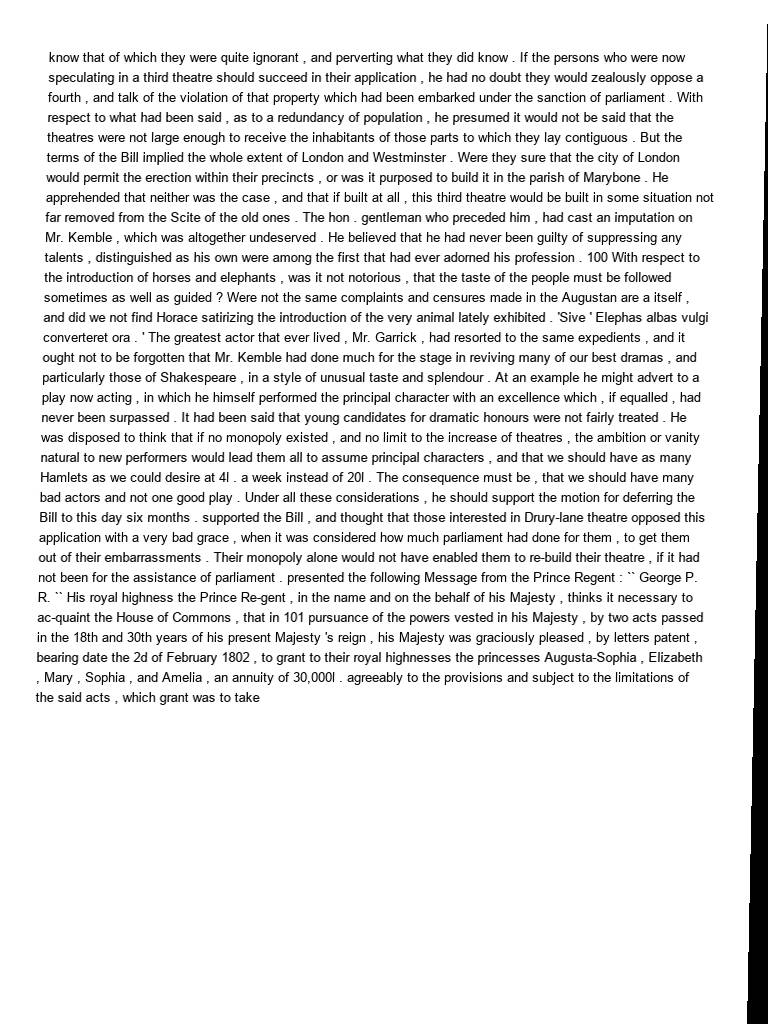 know that of which they were quite ignorant , and perverting what they did know . If the persons who were now
speculating in a third theatre should succeed in their application , he had no doubt they would zealously oppose a
fourth , and talk of the violation of that property which had been embarked under the sanction of parliament . With
respect to what had been said , as to a redundancy of population , he presumed it would not be said that the
theatres were not large enough to receive the inhabitants of those parts to which they lay contiguous . But the
terms of the Bill implied the whole extent of London and Westminster . Were they sure that the city of London
would permit the erection within their precincts , or was it purposed to build it in the parish of Marybone . He
apprehended that neither was the case , and that if built at all , this third theatre would be built in some situation not
far removed from the Scite of the old ones . The hon . gentleman who preceded him , had cast an imputation on
Mr. Kemble , which was altogether undeserved . He believed that he had never been guilty of suppressing any
talents , distinguished as his own were among the first that had ever adorned his profession . 100 With respect to
the introduction of horses and elephants , was it not notorious , that the taste of the people must be followed
sometimes as well as guided ? Were not the same complaints and censures made in the Augustan are a itself ,
and did we not find Horace satirizing the introduction of the very animal lately exhibited . 'Sive ' Elephas albas vulgi
converteret ora . ' The greatest actor that ever lived , Mr. Garrick , had resorted to the same expedients , and it
ought not to be forgotten that Mr. Kemble had done much for the stage in reviving many of our best dramas , and
particularly those of Shakespeare , in a style of unusual taste and splendour . At an example he might advert to a
play now acting , in which he himself performed the principal character with an excellence which , if equalled , had
never been surpassed . It had been said that young candidates for dramatic honours were not fairly treated . He
was disposed to think that if no monopoly existed , and no limit to the increase of theatres , the ambition or vanity
natural to new performers would lead them all to assume principal characters , and that we should have as many
Hamlets as we could desire at 4l . a week instead of 20l . The consequence must be , that we should have many
bad actors and not one good play . Under all these considerations , he should support the motion for deferring the
Bill to this day six months . supported the Bill , and thought that those interested in Drury-lane theatre opposed this
application with a very bad grace , when it was considered how much parliament had done for them , to get them
out of their embarrassments . Their monopoly alone would not have enabled them to re-build their theatre , if it had
not been for the assistance of parliament . presented the following Message from the Prince Regent : `` George P.
R. `` His royal highness the Prince Re-gent , in the name and on the behalf of his Majesty , thinks it necessary to
ac-quaint the House of Commons , that in 101 pursuance of the powers vested in his Majesty , by two acts passed
in the 18th and 30th years of his present Majesty 's reign , his Majesty was graciously pleased , by letters patent ,
bearing date the 2d of February 1802 , to grant to their royal highnesses the princesses Augusta-Sophia , Elizabeth
, Mary , Sophia , and Amelia , an annuity of 30,000l . agreeably to the provisions and subject to the limitations of
the said acts , which grant was to take